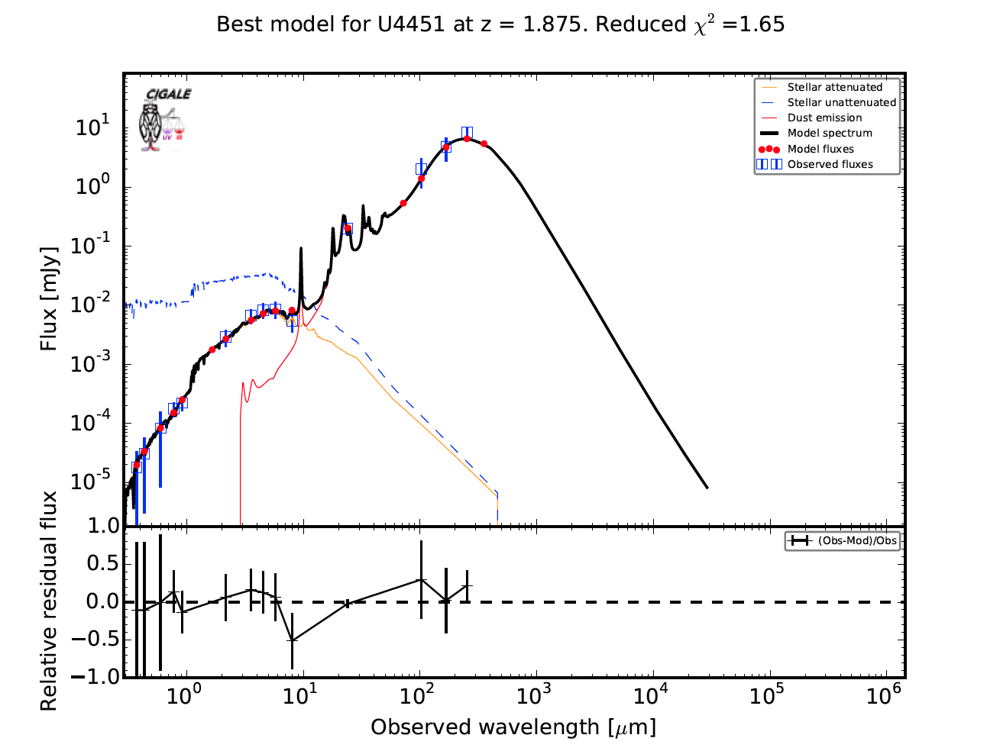 Best model for U4451 at z = 1.875. Reduced χ² =1.65
CIGALE
UV IR
Stellar attenuated
Stellar unattenuated
Dust emission
Model spectrum
Model fluxes
Observed fluxes
Flux [mJy]
10¹
10⁰
10⁻¹
10⁻²
10⁻³
10⁻⁴
10⁻⁵
Relative residual flux
1.0
0.5
0.0
−0.5
−1.0
(Obs-Mod)/Obs
10⁰ 10¹ 10² 10³ 10⁴ 10⁵ 10⁶
Observed wavelength [μm]